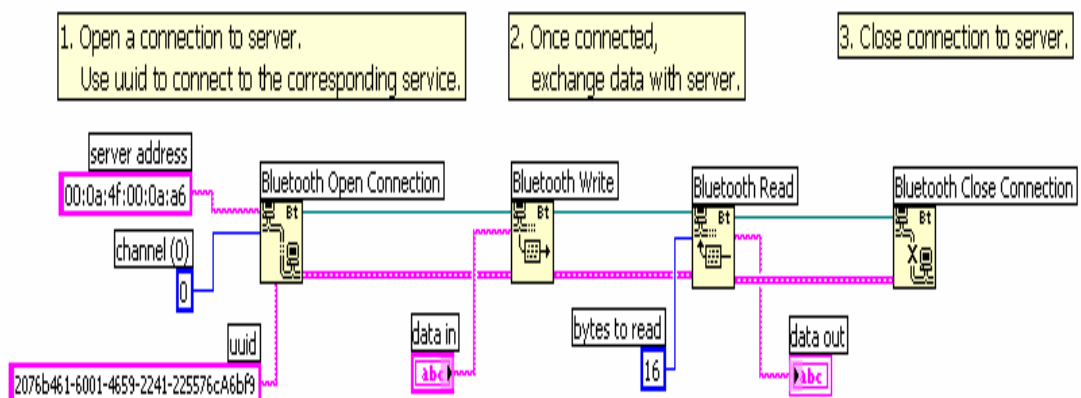 1. Open a connection to server.
Use uuid to connect to the corresponding service.
2. Once connected,
exchange data with server.
3. Close connection to server.
server address
00:0a:4f:00:0a:a6
channel (0)
0
uuid
2076b461-6001-4659-2241-225576cA6bf9
Bluetooth Open Connection
Bt
Bluetooth Write
Bt
data in
abc
Bluetooth Read
Bt
bytes to read
16
data out
abc
Bluetooth Close Connection
Bt